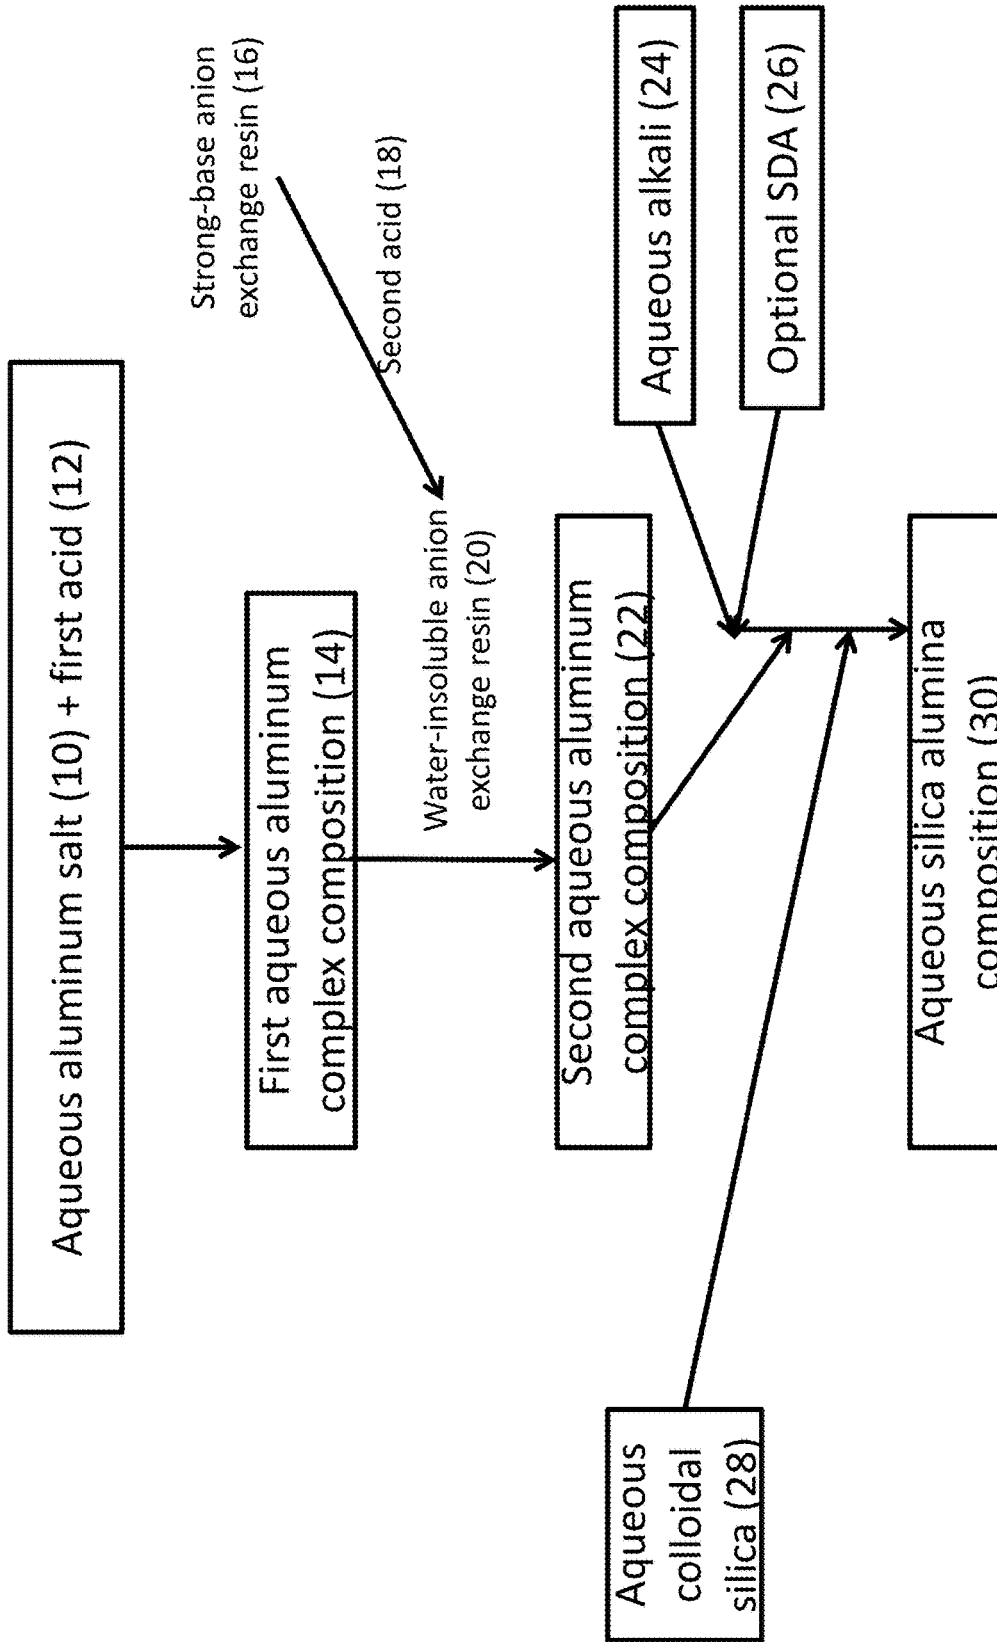 Aqueous aluminum salt (10) + first acid (12)
First aqueous aluminum
complex composition (14)
Strong-base anion
exchange resin (16)
Second acid (18)
Water-insoluble anion
exchange resin (20)
Second aqueous aluminum
complex composition (22)
Aqueous alkali (24)
Optional SDA (26)
Aqueous
colloidal
silica (28)
Aqueous silica alumina
composition (30)